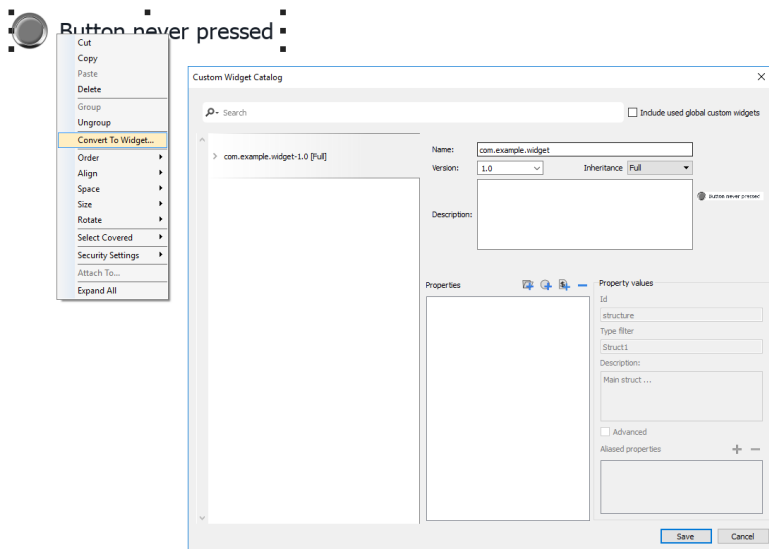 Button never pressed
Cut
Copy
Paste
Delete
Group
Ungroup
Convert To Widget...
Order
Align
Space
Size
Rotate
Select Covered
Security Settings
Attach To...
Expand All
Custom Widget Catalog
Search
Include used global custom widgets
com.example.widget-1.0 [Full]
Name: com.example.widget
Version: 1.0 Inheritance Full
Description:
Button never pressed
Properties
Property values
Id
structure
Type filter
Struct1
Description:
Main struct ...
Advanced
Aliased properties
Save Cancel